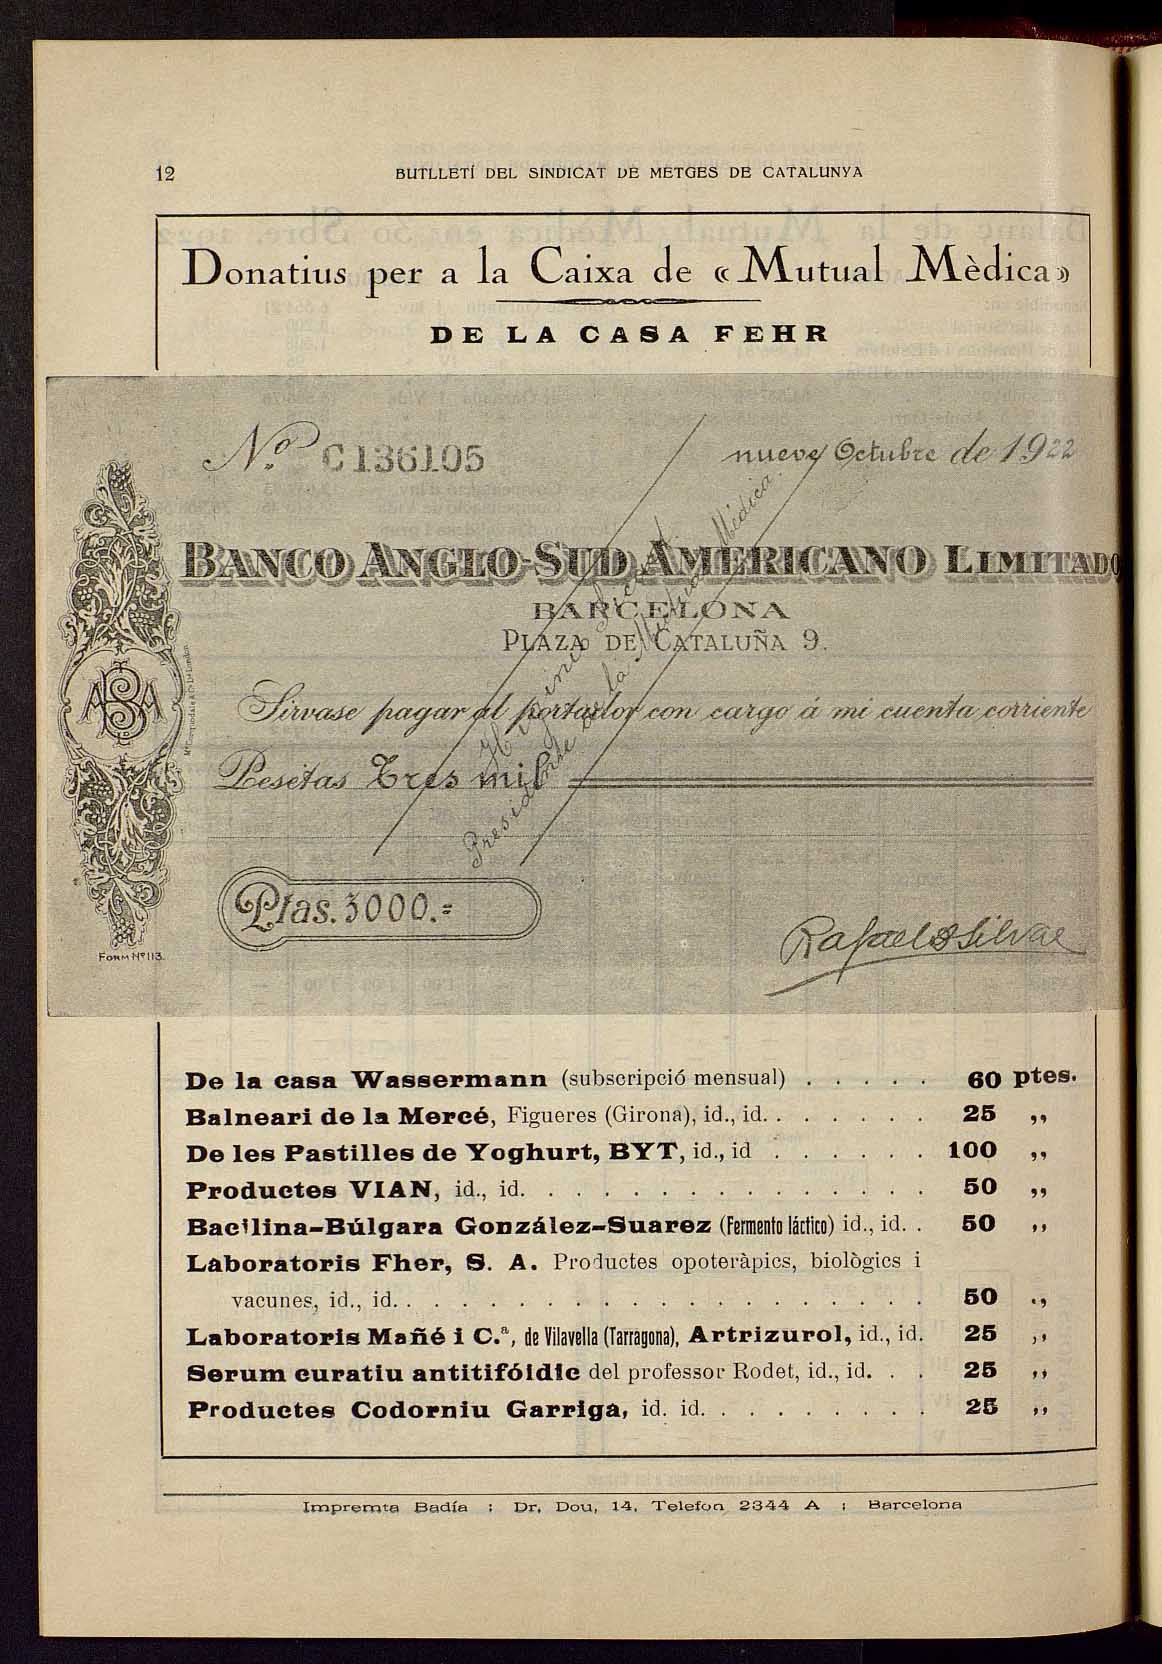 12
BUTLLETÍ DEL SINDICAT DE METGES DE CATALUNYA
Donatius per a la Caixa de «Mutual Mèdica»
DE LA CASA FEHR
Nº C136105
nueve Octubre de 1922
BANCO ANGLO-SUD AMERICANO LIMITADO
BARCELONA
PLAZA DE CATALUÑA 9.
Sírvase pagar al portador con cargo á mi cuenta corriente
Pesetas Tres mil
Presidente de la Mutua Médica.
Ptas. 3000.=
ABSA
FORM Nº 113.
De la casa Wassermann (subscripció mensual) . . . . . 60 ptes.
Balneari de la Mercé, Figueres (Girona), id., id. . . . . . . 25 ,,
De les Pastilles de Yoghurt, BYT, id., id . . . . . . 100 ,,
Productes VIAN, id., id. . . . . . . . . . . . . . . . 50 ,,
Bacilina-Búlgara González-Suarez (Fermento láctico) id., id. . 50 ,,
Laboratoris Fher, S. A. Productes opoteràpics, biològics i
vacunes, id., id. . . . . . . . . . . . . . . . . . . . 50 ,,
Laboratoris Mañé i C.ª, de Vilavella (Tarragona), Artrizurol, id., id. 25 ,,
Serum curatiu antitifóidic del professor Rodet, id., id. . . 25 ,,
Productes Codorniu Garriga, id. id. . . . . . . . . 25 ,,
Impremta Badía : Dr. Dou, 14, Telefon 2344 A : Barcelona